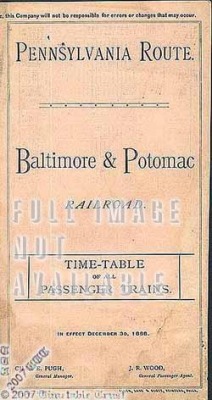 this Company will not be responsible for errors or changes that may occur.
PENNSYLVANIA ROUTE.
Baltimore & Potomac
RAILROAD.
FULL IMAGE
NOT
AVAILABLE
TIME-TABLE
OF ALL
PASSENGER TRAINS.
IN EFFECT DECEMBER 30, 1888.
E. PUGH,
General Manager.
J. R. WOOD,
General Passenger Agent.
2007